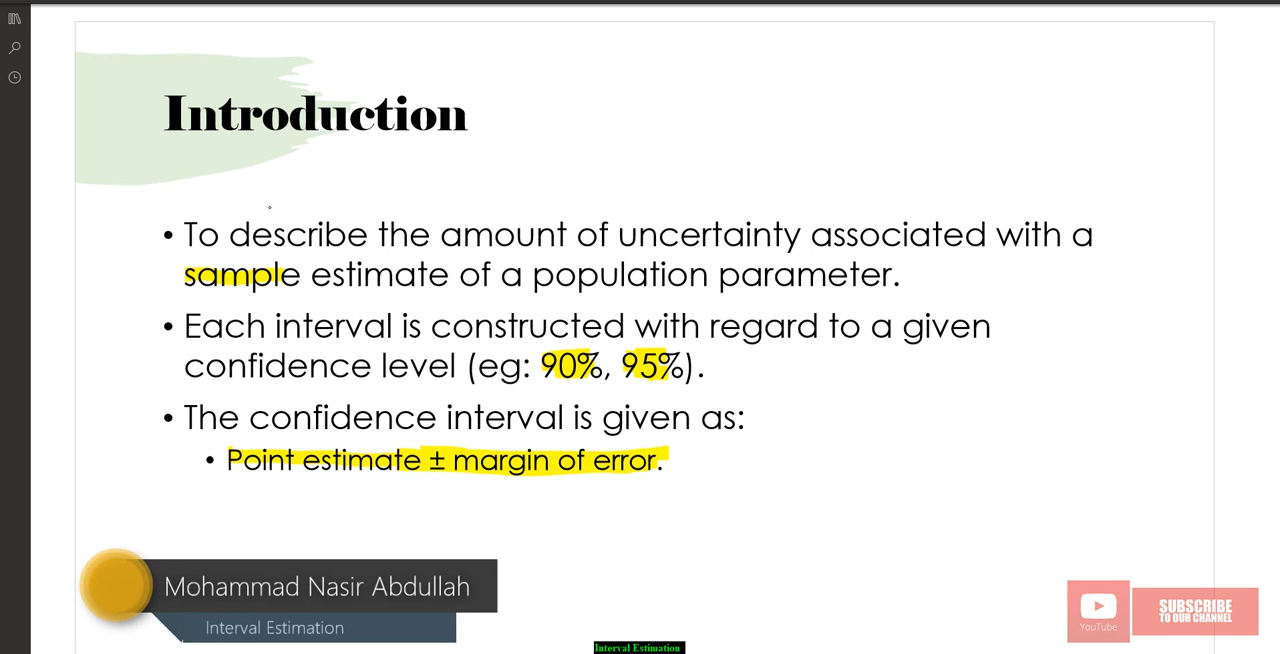 Introduction
• To describe the amount of uncertainty associated with a
sample estimate of a population parameter.
• Each interval is constructed with regard to a given
confidence level (eg: 90%, 95%).
• The confidence interval is given as:
• Point estimate ± margin of error.
Mohammad Nasir Abdullah
Interval Estimation
YouTube
SUBSCRIBE
TO OUR CHANNEL
Interval Estimation